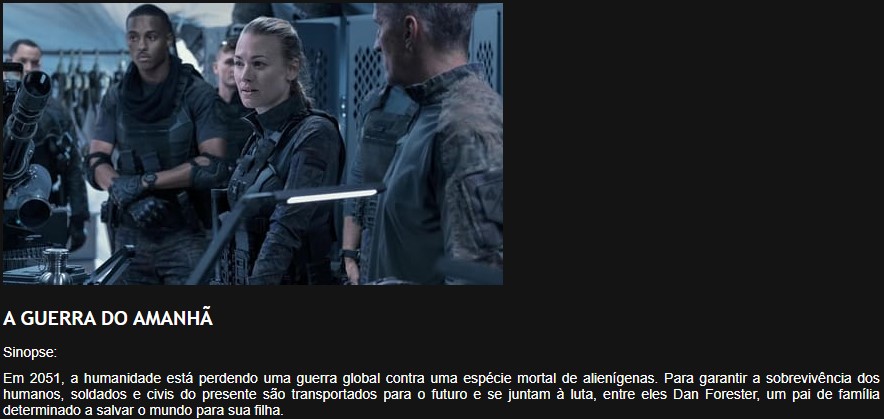 A GUERRA DO AMANHÃ
Sinopse:
Em 2051, a humanidade está perdendo uma guerra global contra uma espécie mortal de alienígenas. Para garantir a sobrevivência dos
humanos, soldados e civis do presente são transportados para o futuro e se juntam à luta, entre eles Dan Forester, um pai de família
determinado a salvar o mundo para sua filha.